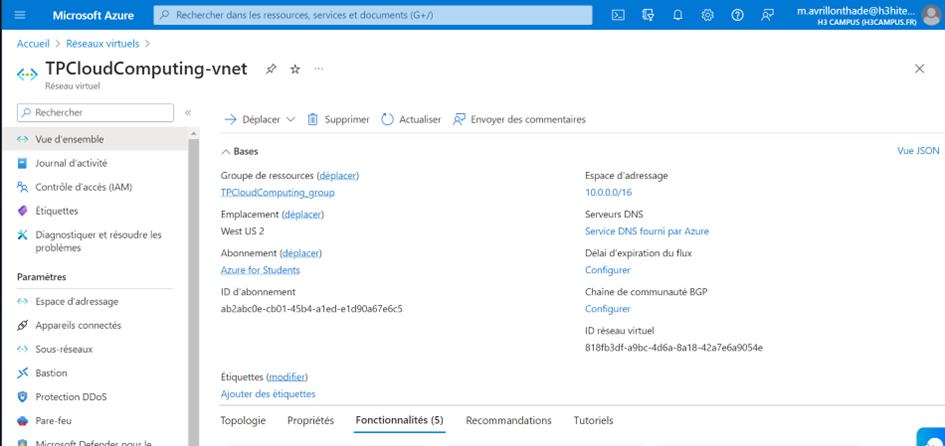 Microsoft Azure
Rechercher dans les ressources, services et documents (G+/)
m.avrillonthade@h3hite...
H3 CAMPUS (H3CAMPUS.FR)
Accueil > Réseaux virtuels >
TPCloudComputing-vnet
Réseau virtuel
Rechercher
Vue d'ensemble
Journal d'activité
Contrôle d'accès (IAM)
Étiquettes
Diagnostiquer et résoudre les
problèmes
Paramètres
Espace d'adressage
Appareils connectés
Sous-réseaux
Bastion
Protection DDoS
Pare-feu
Microsoft Defender pour le
Déplacer
Supprimer
Actualiser
Envoyer des commentaires
Bases
Vue JSON
Groupe de ressources (déplacer)
TPCloudComputing_group
Emplacement (déplacer)
West US 2
Abonnement (déplacer)
Azure for Students
ID d'abonnement
ab2abc0e-cb01-45b4-a1ed-e1d90a67e6c5
Espace d'adressage
10.0.0.0/16
Serveurs DNS
Service DNS fourni par Azure
Délai d'expiration du flux
Configurer
Chaîne de communauté BGP
Configurer
ID réseau virtuel
818fb3df-a9bc-4d6a-8a18-42a7e6a9054e
Étiquettes (modifier)
Ajouter des étiquettes
Topologie
Propriétés
Fonctionnalités (5)
Recommandations
Tutoriels